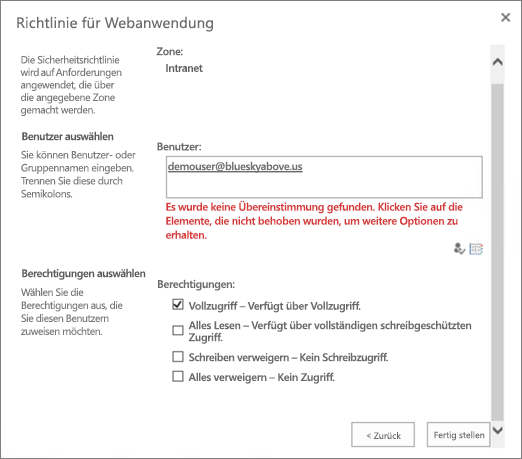 Richtlinie für Webanwendung
Die Sicherheitsrichtlinie
wird auf Anforderungen
angewendet, die über
die angegebene Zone
gemacht werden.
Zone:
Intranet
Benutzer auswählen
Sie können Benutzer- oder
Gruppennamen eingeben.
Trennen Sie diese durch
Semikolons.
Benutzer:
demouser@blueskyabove.us
Es wurde keine Übereinstimmung gefunden. Klicken Sie auf die
Elemente, die nicht behoben wurden, um weitere Optionen zu
erhalten.
Berechtigungen auswählen
Wählen Sie die
Berechtigungen aus, die
Sie diesen Benutzern
zuweisen möchten.
Berechtigungen:
Vollzugriff – Verfügt über Vollzugriff.
Alles Lesen – Verfügt über vollständigen schreibgeschützten
Zugriff.
Schreiben verweigern – Kein Schreibzugriff.
Alles verweigern – Kein Zugriff.
< Zurück
Fertig stellen